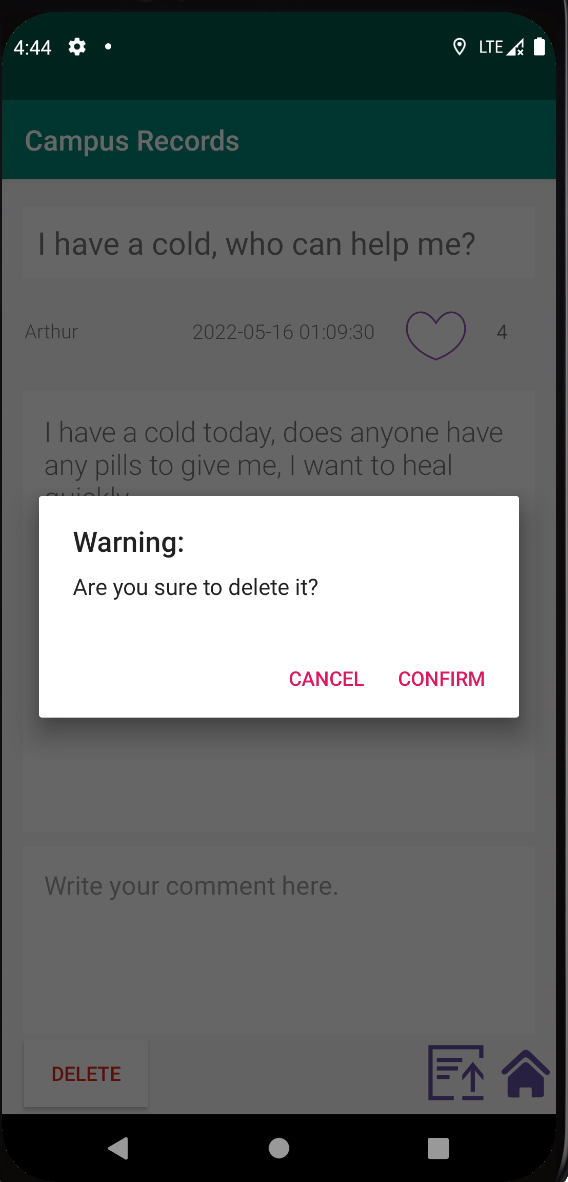 4:44
LTE
Campus Records
I have a cold, who can help me?
Arthur 2022-05-16 01:09:30 4
I have a cold today, does anyone have
any pills to give me, I want to heal
quickly
Warning:
Are you sure to delete it?
CANCEL CONFIRM
Write your comment here.
DELETE